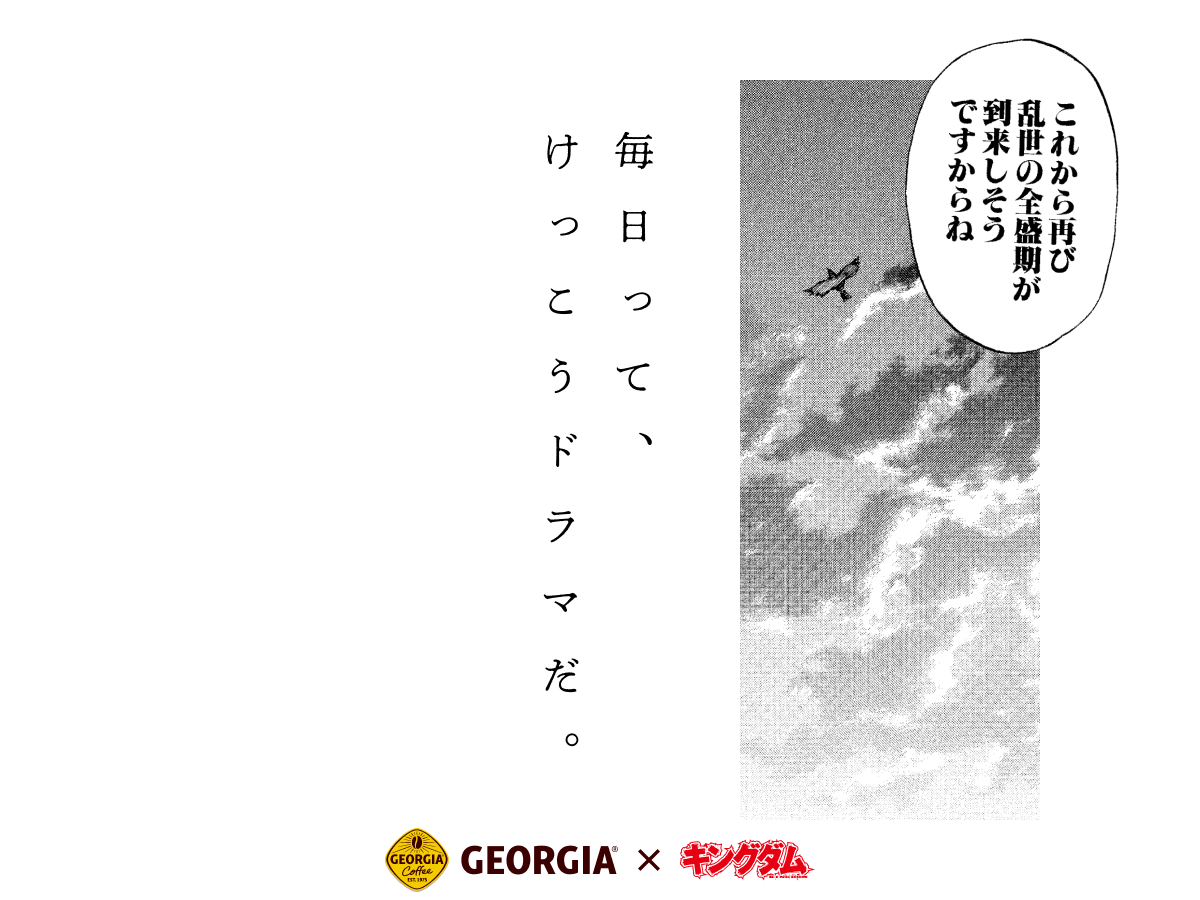 これから再び
乱世の全盛期が
到来しそう
ですからね
毎日って、
けっこうドラマだ。
GEORGIA
Coffee
EST. 1975
GEORGIA® × キングダム